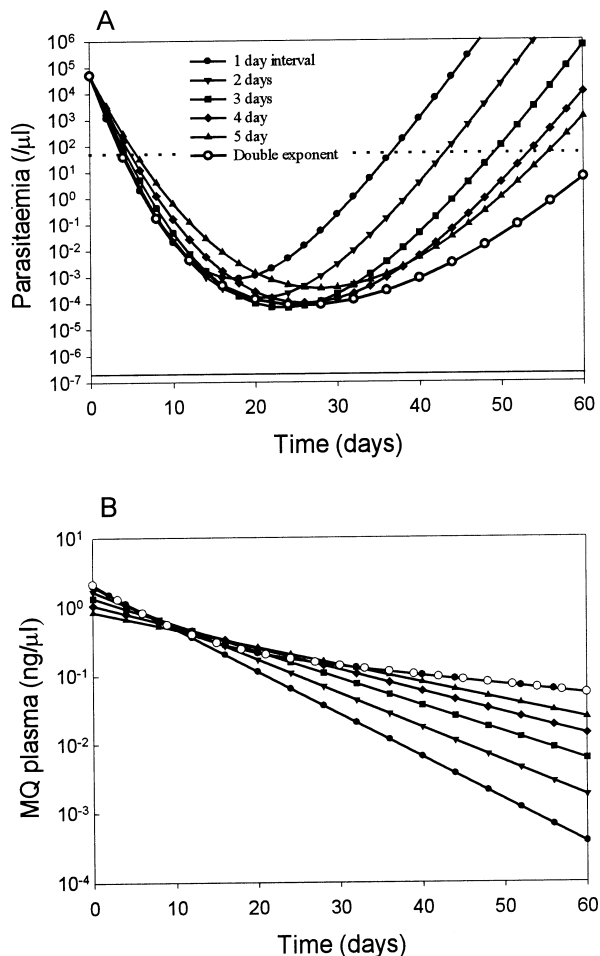 A
Parasitaemia (/µl)
10^6
10^5
10^4
10^3
10^2
10^1
10^0
10^-1
10^-2
10^-3
10^-4
10^-5
10^-6
10^-7
1 day interval
2 days
3 days
4 day
5 day
Double exponent
0 10 20 30 40 50 60
Time (days)
B
MQ plasma (ng/µl)
10^1
10^0
10^-1
10^-2
10^-3
10^-4
0 10 20 30 40 50 60
Time (days)